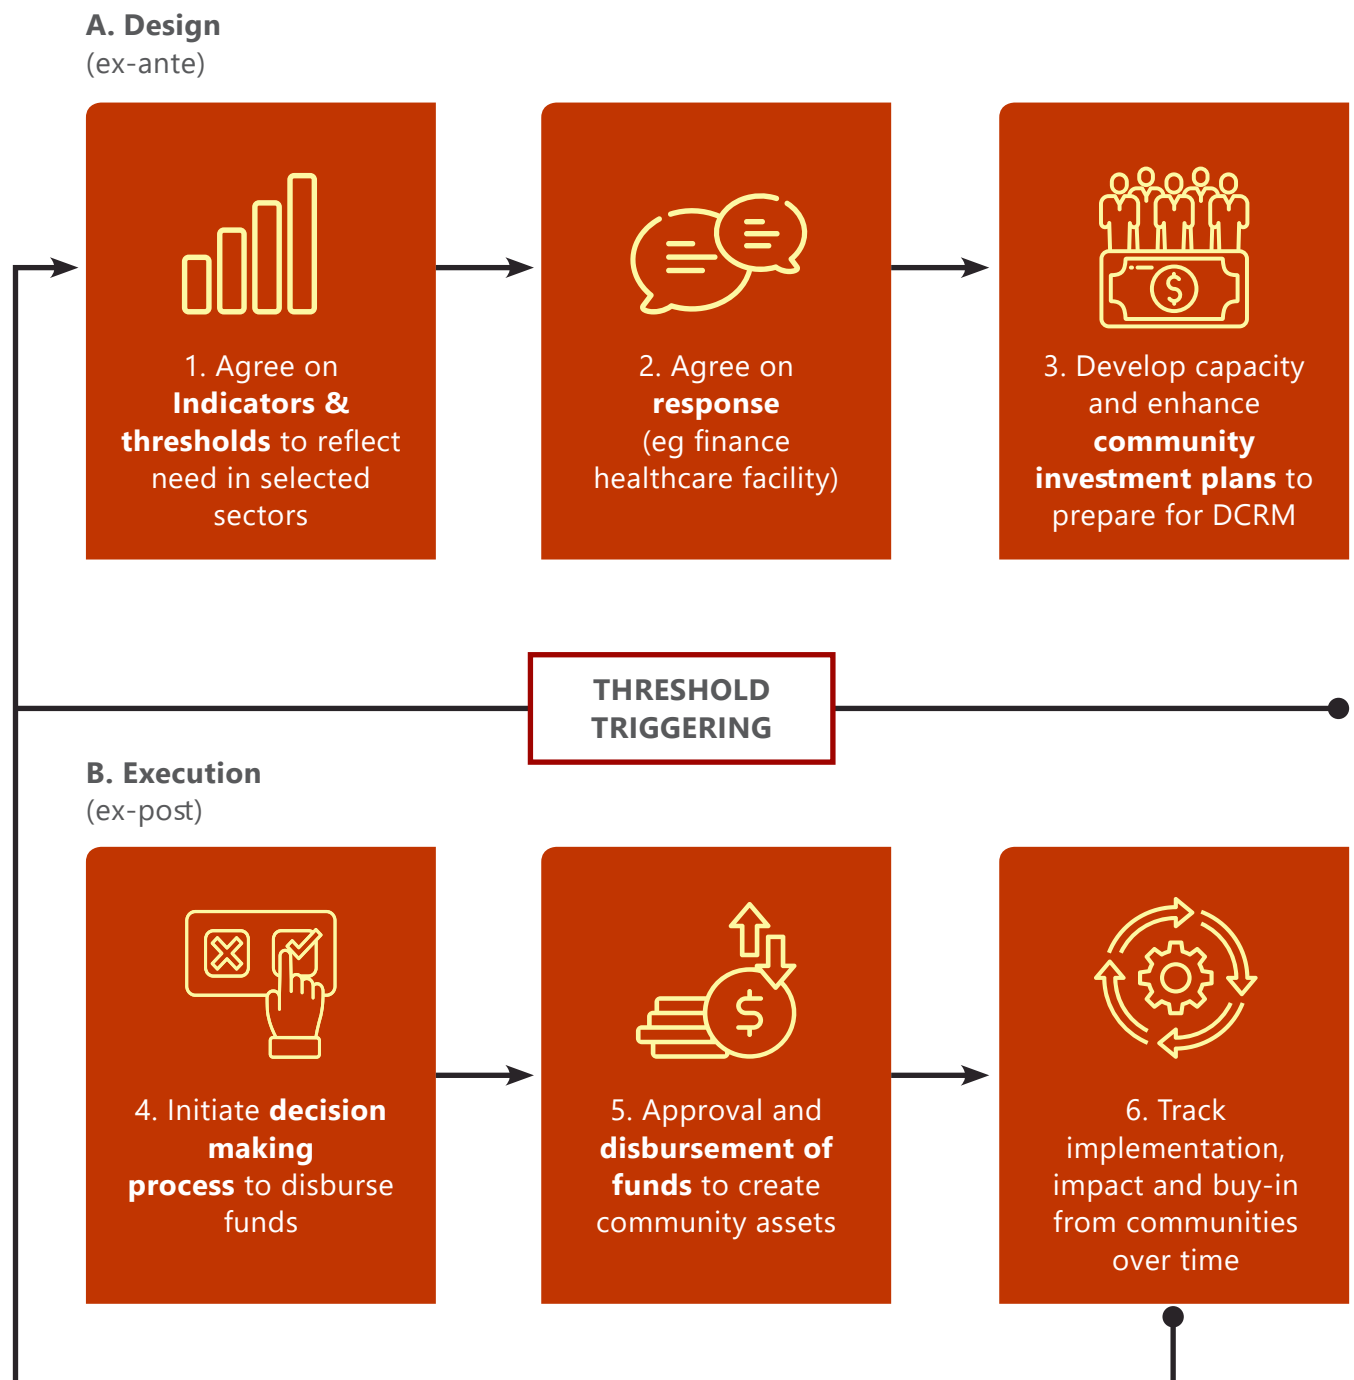 A. Design
(ex-ante)
1. Agree on
Indicators &
thresholds to reflect
need in selected
sectors
2. Agree on
response
(eg finance
healthcare facility)
3. Develop capacity
and enhance
community
investment plans to
prepare for DCRM
THRESHOLD
TRIGGERING
B. Execution
(ex-post)
4. Initiate decision
making
process to disburse
funds
5. Approval and
disbursement of
funds to create
community assets
6. Track
implementation,
impact and buy-in
from communities
over time